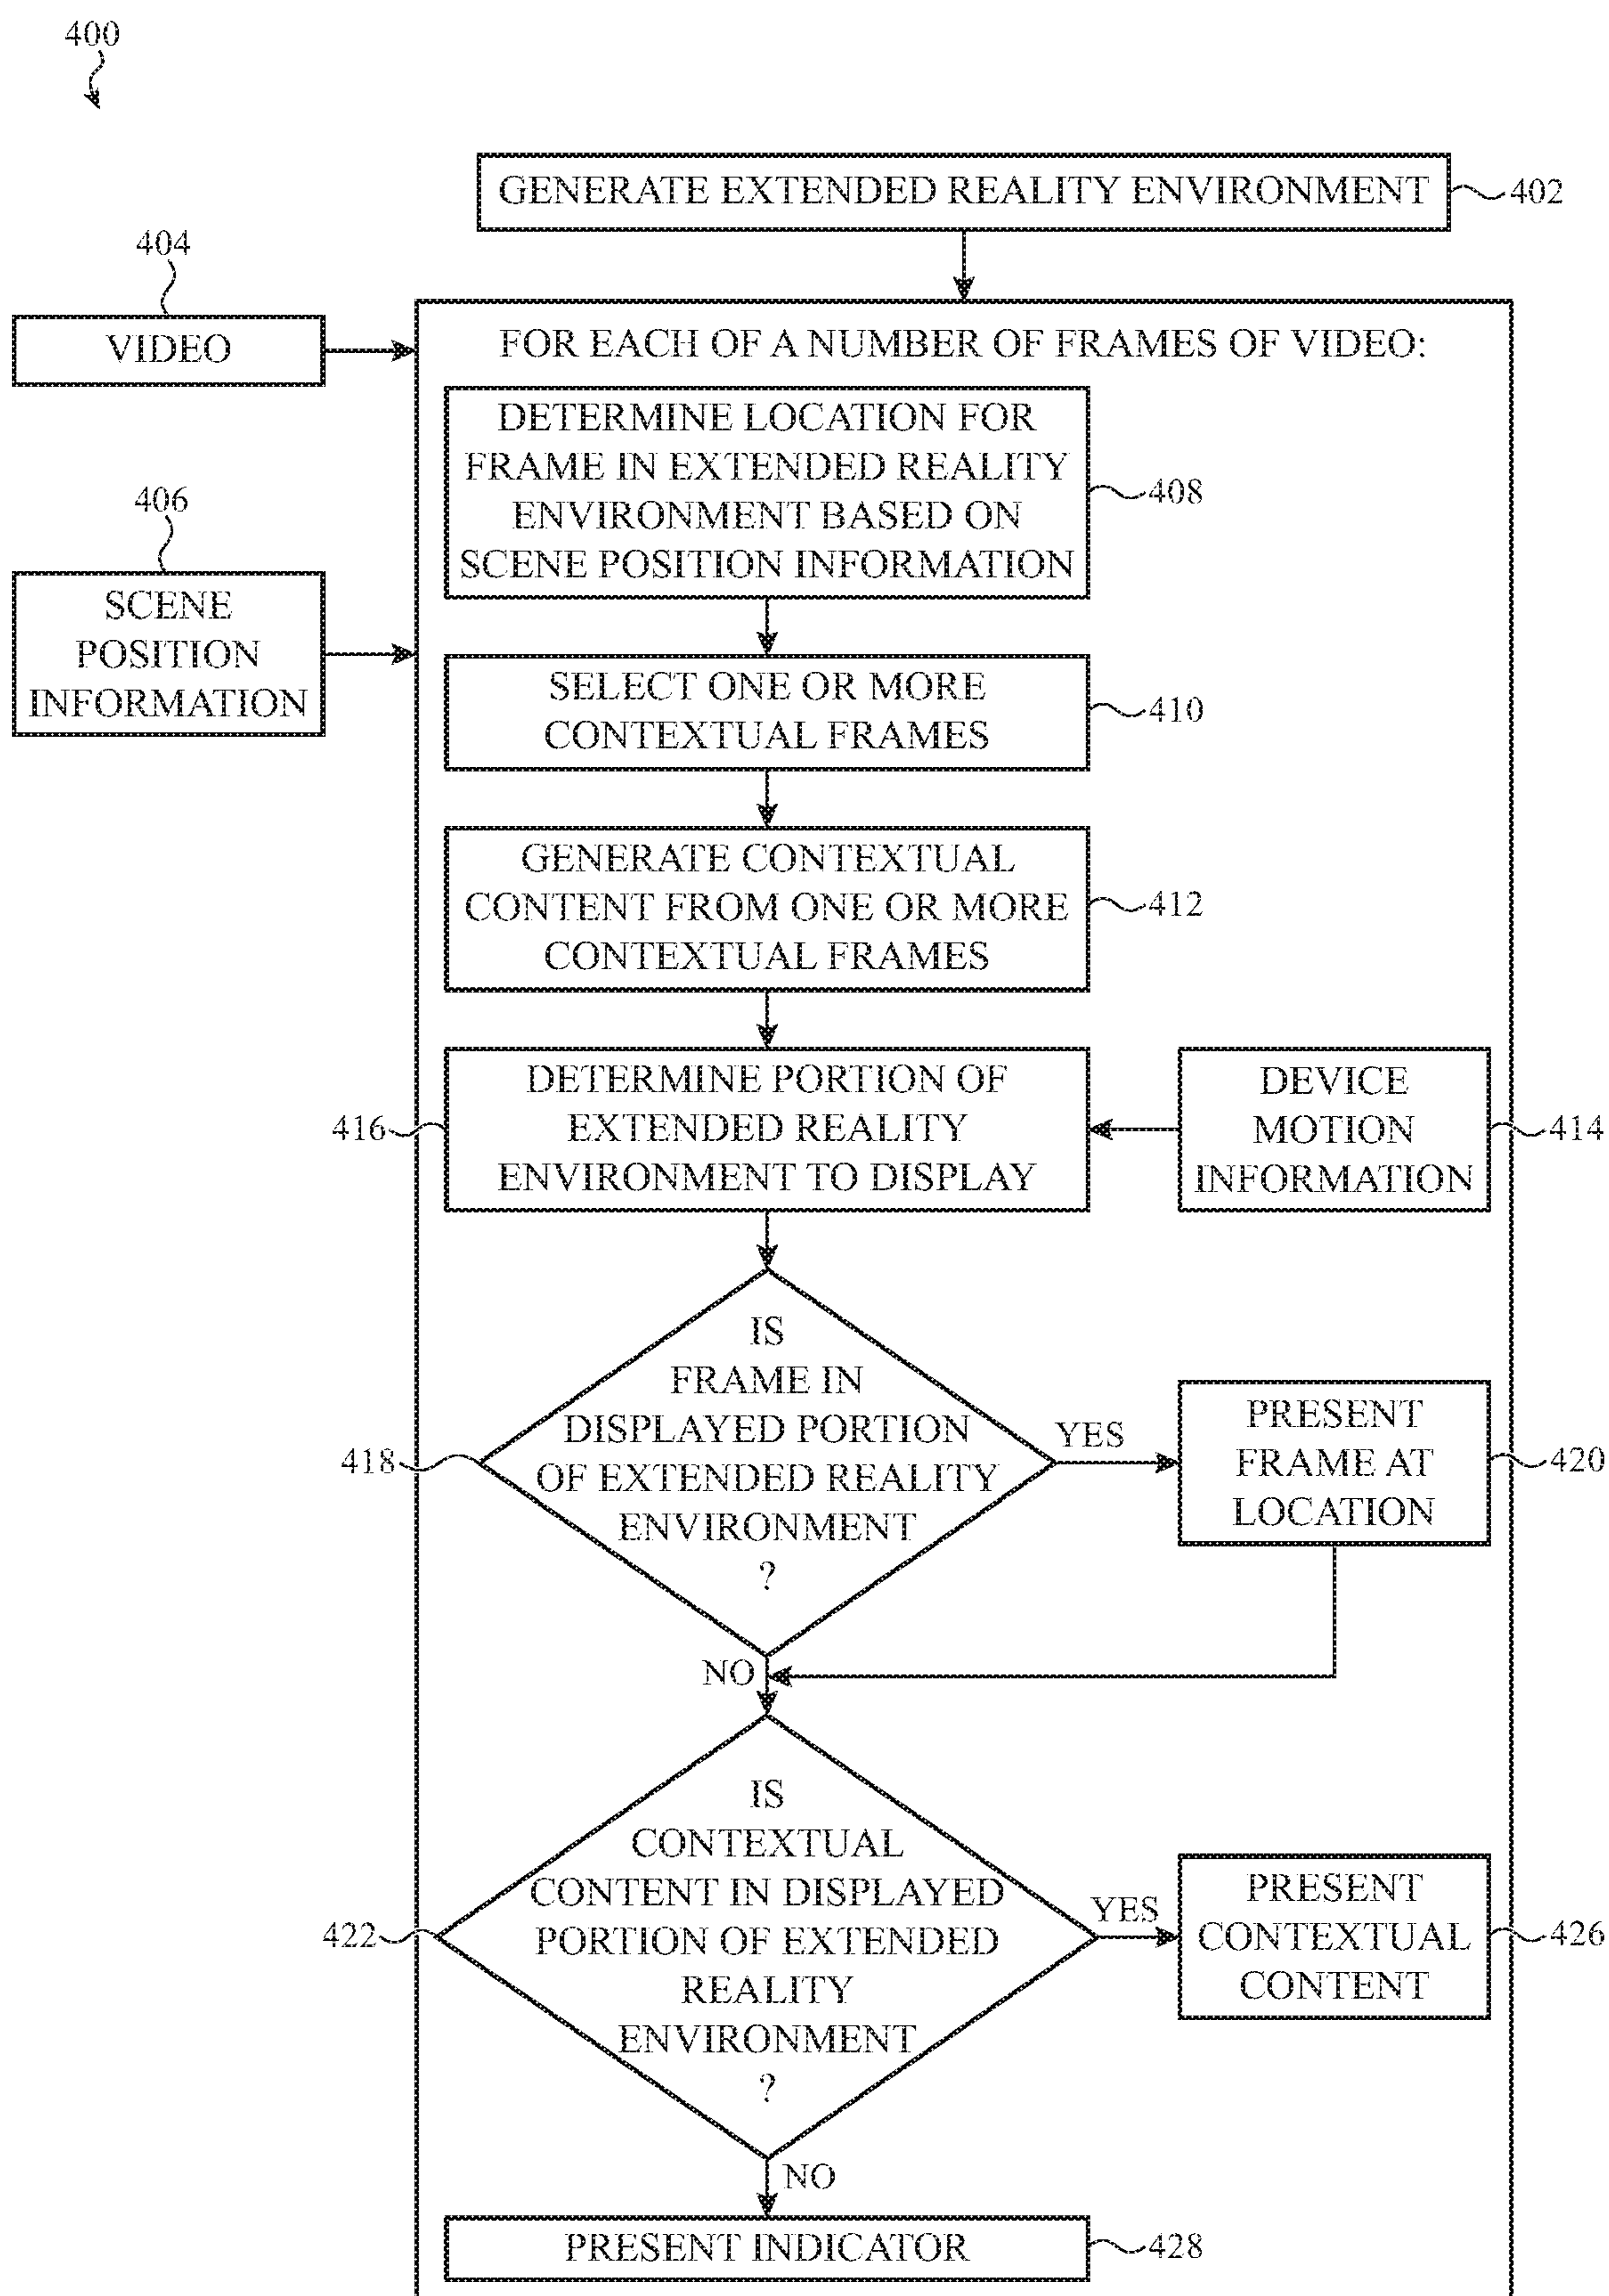 400
GENERATE EXTENDED REALITY ENVIRONMENT
402
404
VIDEO
FOR EACH OF A NUMBER OF FRAMES OF VIDEO:
406
SCENE
POSITION
INFORMATION
DETERMINE LOCATION FOR
FRAME IN EXTENDED REALITY
ENVIRONMENT BASED ON
SCENE POSITION INFORMATION
408
SELECT ONE OR MORE
CONTEXTUAL FRAMES
410
GENERATE CONTEXTUAL
CONTENT FROM ONE OR MORE
CONTEXTUAL FRAMES
412
416
DETERMINE PORTION OF
EXTENDED REALITY
ENVIRONMENT TO DISPLAY
DEVICE
MOTION
INFORMATION
414
418
IS
FRAME IN
DISPLAYED PORTION
OF EXTENDED REALITY
ENVIRONMENT
?
YES
PRESENT
FRAME AT
LOCATION
420
NO
422
IS
CONTEXTUAL
CONTENT IN DISPLAYED
PORTION OF EXTENDED
REALITY
ENVIRONMENT
?
YES
PRESENT
CONTEXTUAL
CONTENT
426
NO
PRESENT INDICATOR
428